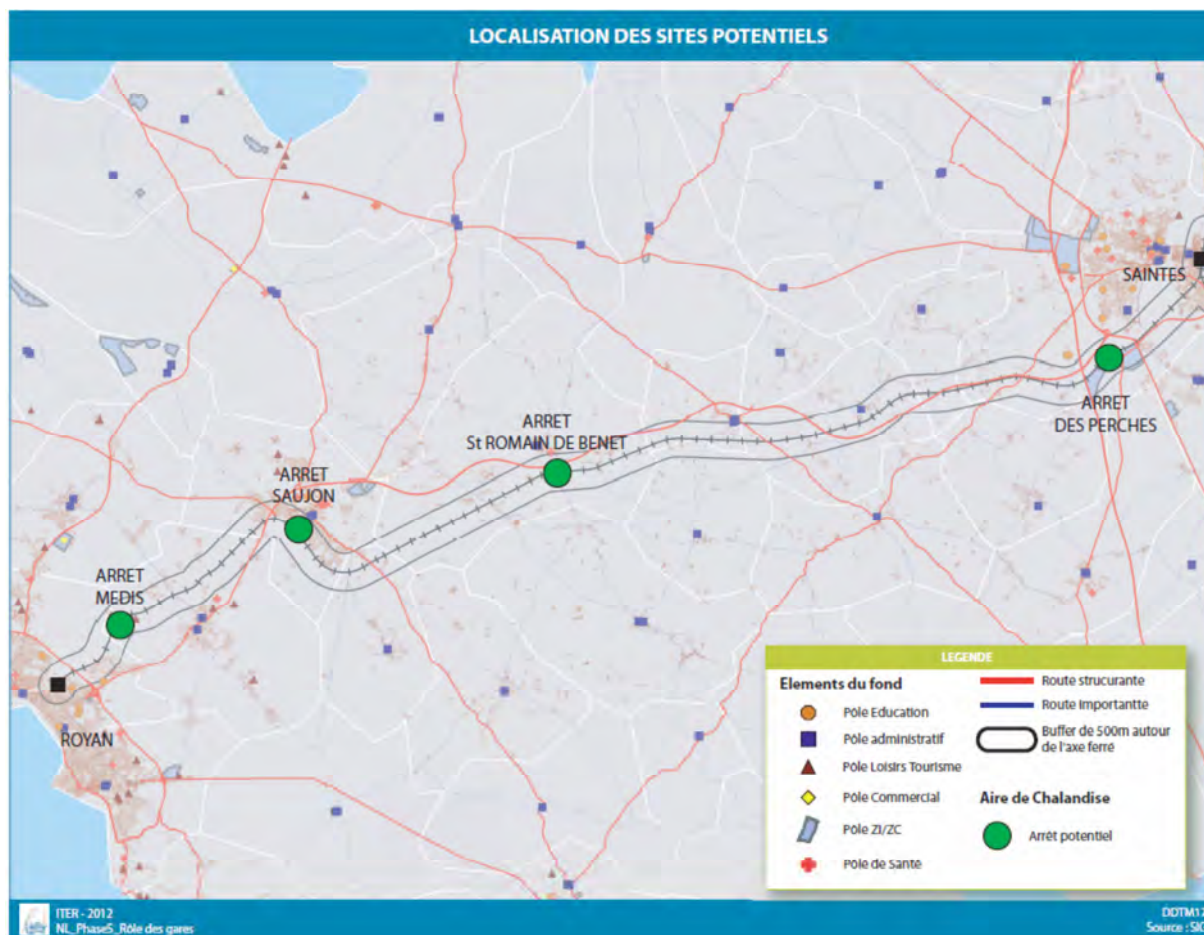 LOCALISATION DES SITES POTENTIELS
SAINTES
ARRET
DES PERCHES
ARRET
St ROMAIN DE BENET
ARRET
SAUJON
ARRET
MEDIS
ROYAN
LEGENDE
Elements du fond
Pôle Education
Pôle administratif
Pôle Loisirs Tourisme
Pôle Commercial
Pôle ZI/ZC
Pôle de Santé
Route strucurante
Route Importantte
Buffer de 500m autour
de l'axe ferré
Aire de Chalandise
Arrêt potentiel
ITER - 2012
NL_Phase5_Rôle des gares
DDTM17
Source : SIG